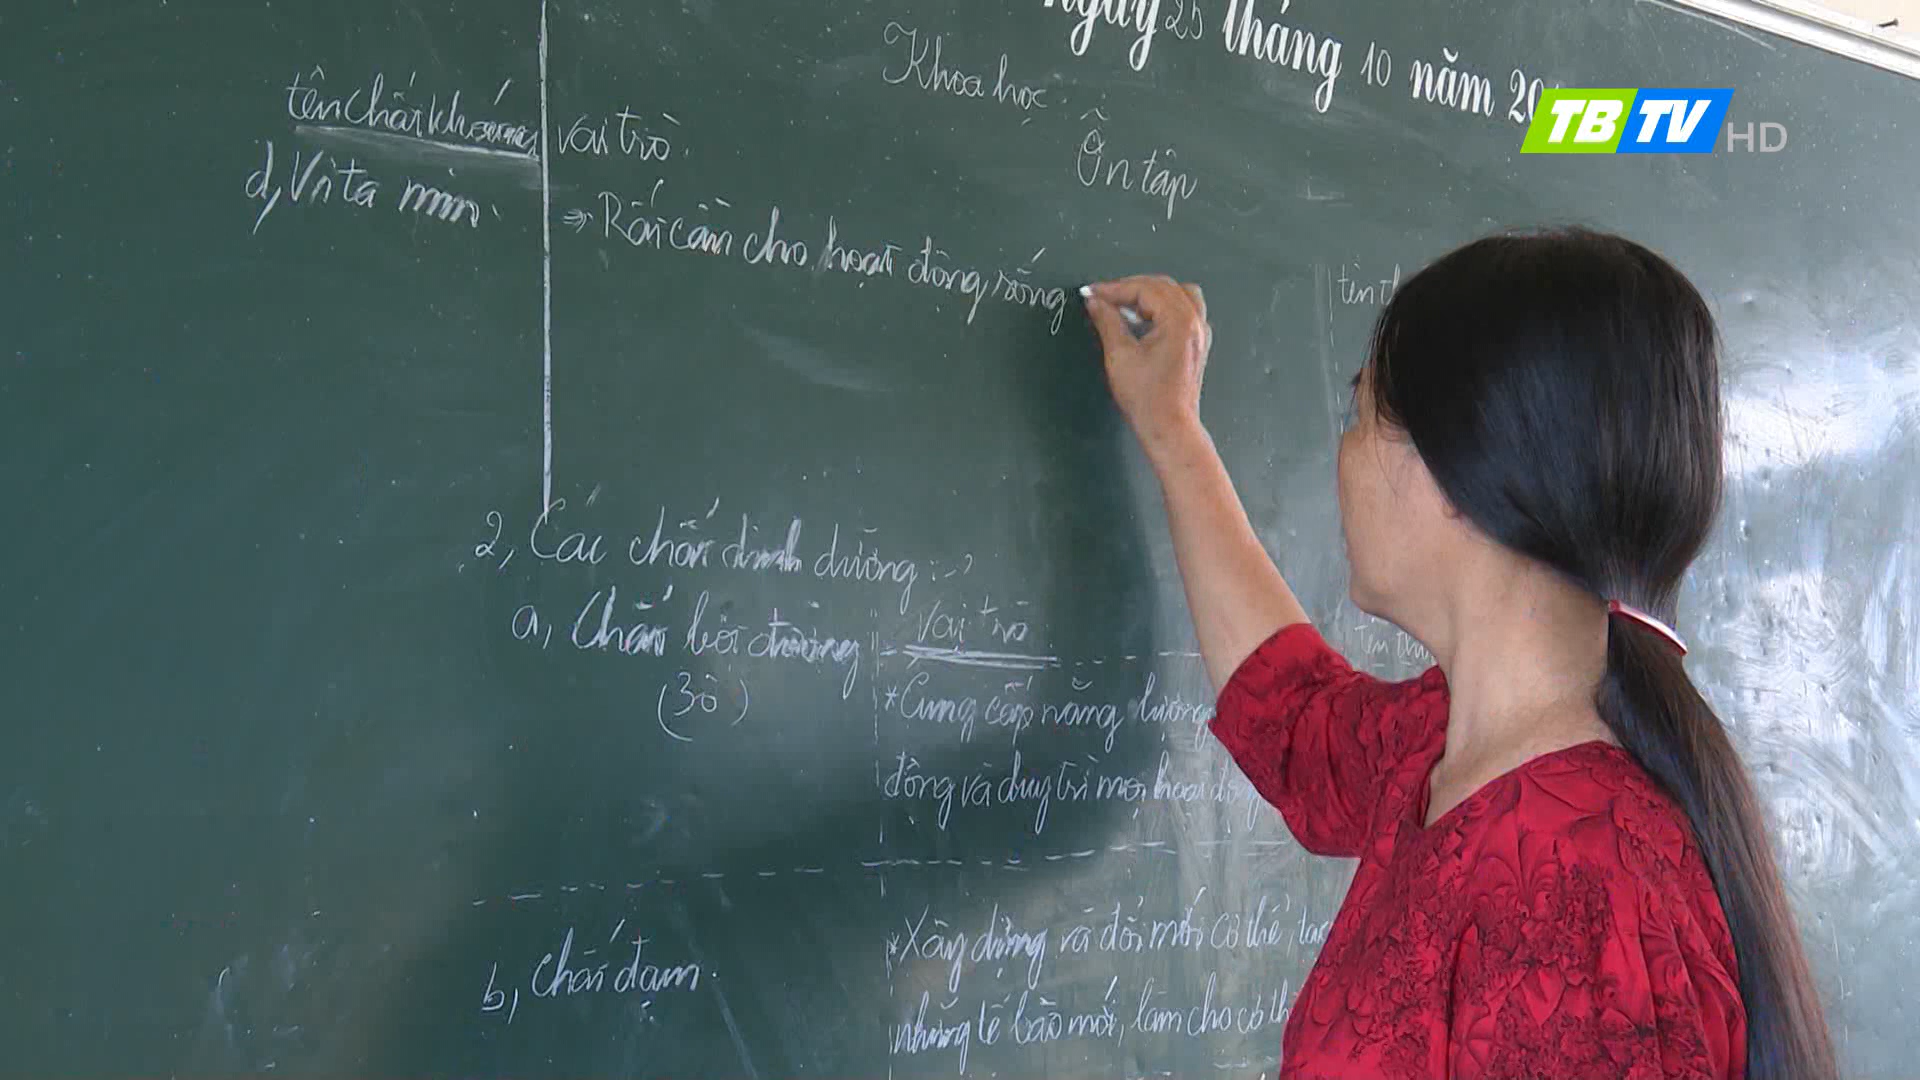 ngày 25 tháng 10 năm 20
TBTV HD
Khoa học
Ôn tập
tên chất khoáng vai trò
d, Vi ta min
=> Rất cần cho hoạt động sống
2, Các chất dinh dưỡng :
a, Chất bột đường vai trò
* Cung cấp năng lượng
đồng và duy trì mọi hoạt động
b, chất đạm
* Xây dựng và đổi mới cơ thể, tạo
những tế bào mới, làm cho cơ th